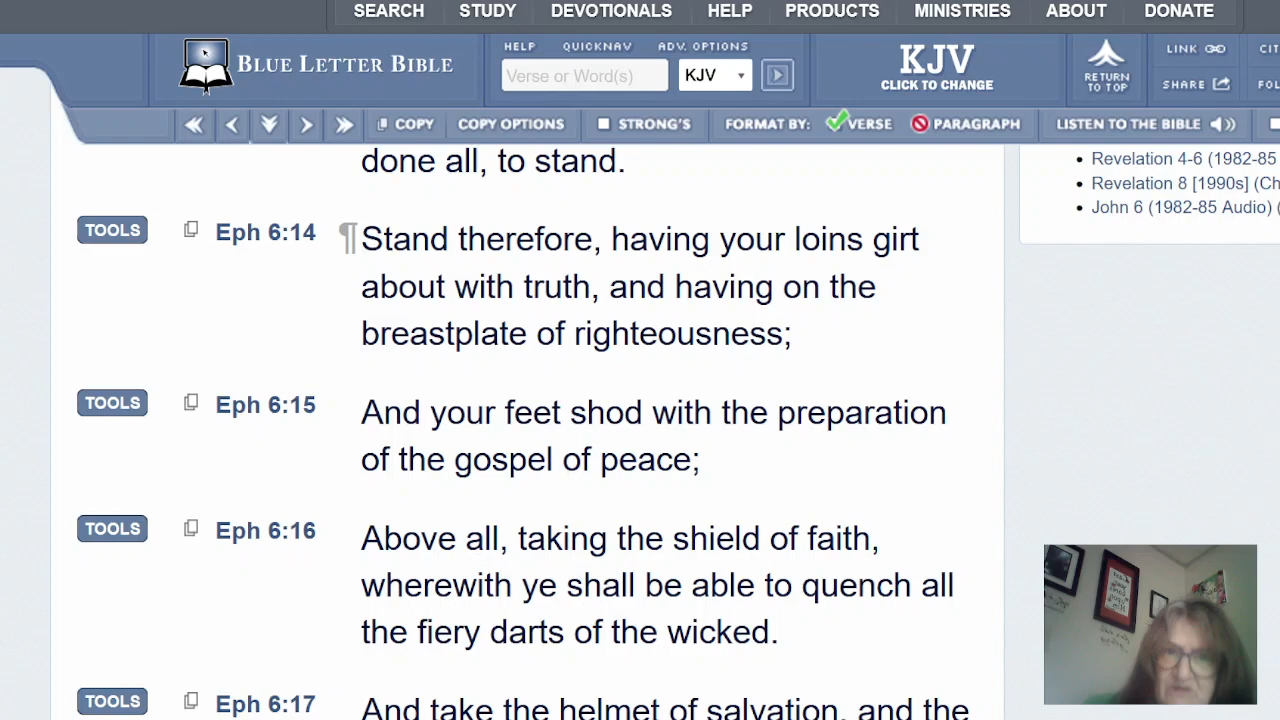 SEARCH STUDY DEVOTIONALS HELP PRODUCTS MINISTRIES ABOUT DONATE
BLUE LETTER BIBLE
HELP QUICKNAV ADV. OPTIONS
Verse or Word(s) KJV
KJV
CLICK TO CHANGE
RETURN
TO TOP
LINK
SHARE
COPY COPY OPTIONS STRONG'S FORMAT BY: VERSE PARAGRAPH LISTEN TO THE BIBLE
done all, to stand.
TOOLS Eph 6:14 ¶Stand therefore, having your loins girt
about with truth, and having on the
breastplate of righteousness;
TOOLS Eph 6:15 And your feet shod with the preparation
of the gospel of peace;
TOOLS Eph 6:16 Above all, taking the shield of faith,
wherewith ye shall be able to quench all
the fiery darts of the wicked.
TOOLS Eph 6:17 And take the helmet of salvation, and the
• Revelation 4-6 (1982-85
• Revelation 8 [1990s] (Ch
• John 6 (1982-85 Audio) (